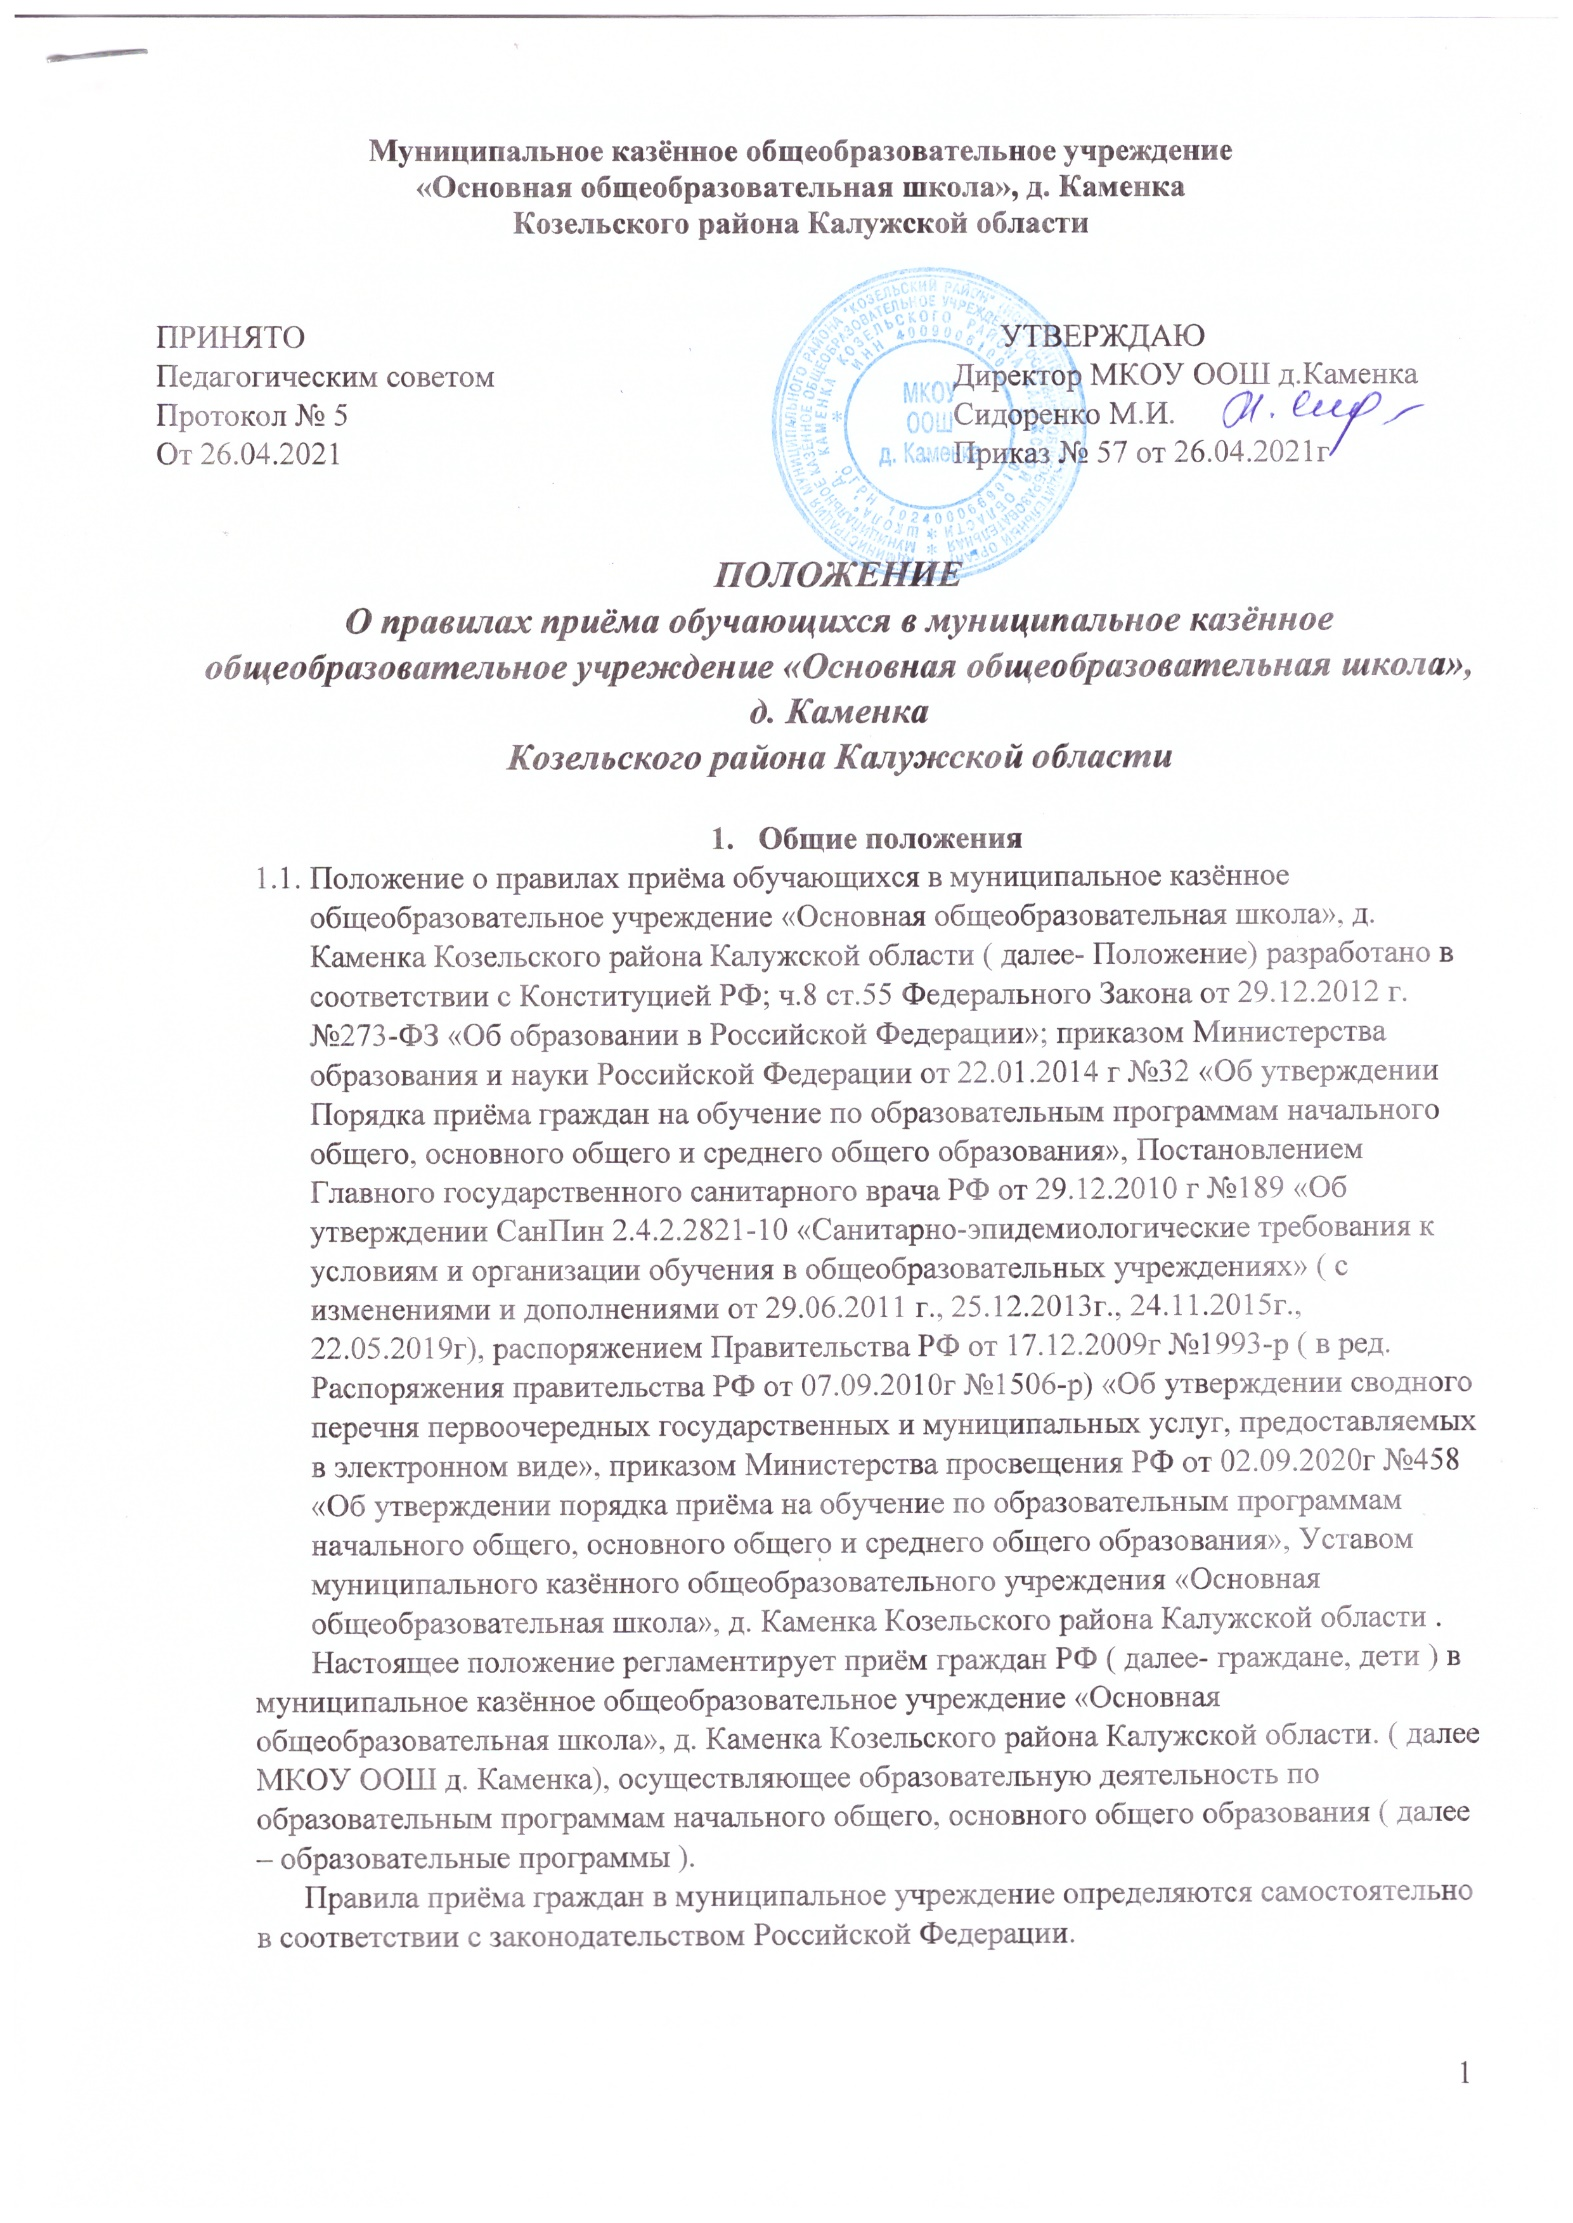 Муниципальное казённое общеобразовательное учреждение
«Основная общеобразовательная школа», д. Каменка
Козельского района Калужской области
ПРИНЯТО
Педагогическим советом
Протокол № 5
От 26.04.2021
УТВЕРЖДАЮ
Директор МКОУ ООШ д.Каменка
Сидоренко М.И.
Приказ № 57 от 26.04.2021г
МКОУ
ООШ
д. Каменка
ПОЛОЖЕНИЕ
О правилах приёма обучающихся в муниципальное казённое
общеобразовательное учреждение «Основная общеобразовательная школа»,
д. Каменка
Козельского района Калужской области
1. Общие положения
1.1. Положение о правилах приёма обучающихся в муниципальное казённое
общеобразовательное учреждение «Основная общеобразовательная школа», д.
Каменка Козельского района Калужской области ( далее- Положение) разработано в
соответствии с Конституцией РФ; ч.8 ст.55 Федерального Закона от 29.12.2012 г.
№273-ФЗ «Об образовании в Российской Федерации»; приказом Министерства
образования и науки Российской Федерации от 22.01.2014 г №32 «Об утверждении
Порядка приёма граждан на обучение по образовательным программам начального
общего, основного общего и среднего общего образования», Постановлением
Главного государственного санитарного врача РФ от 29.12.2010 г №189 «Об
утверждении СанПин 2.4.2.2821-10 «Санитарно-эпидемиологические требования к
условиям и организации обучения в общеобразовательных учреждениях» ( с
изменениями и дополнениями от 29.06.2011 г., 25.12.2013г., 24.11.2015г.,
22.05.2019г), распоряжением Правительства РФ от 17.12.2009г №1993-р ( в ред.
Распоряжения правительства РФ от 07.09.2010г №1506-р) «Об утверждении сводного
перечня первоочередных государственных и муниципальных услуг, предоставляемых
в электронном виде», приказом Министерства просвещения РФ от 02.09.2020г №458
«Об утверждении порядка приёма на обучение по образовательным программам
начального общего, основного общего и среднего общего образования», Уставом
муниципального казённого общеобразовательного учреждения «Основная
общеобразовательная школа», д. Каменка Козельского района Калужской области .
Настоящее положение регламентирует приём граждан РФ ( далее- граждане, дети ) в
муниципальное казённое общеобразовательное учреждение «Основная
общеобразовательная школа», д. Каменка Козельского района Калужской области. ( далее
МКОУ ООШ д. Каменка), осуществляющее образовательную деятельность по
образовательным программам начального общего, основного общего образования ( далее
– образовательные программы ).
Правила приёма граждан в муниципальное учреждение определяются самостоятельно
в соответствии с законодательством Российской Федерации.
1